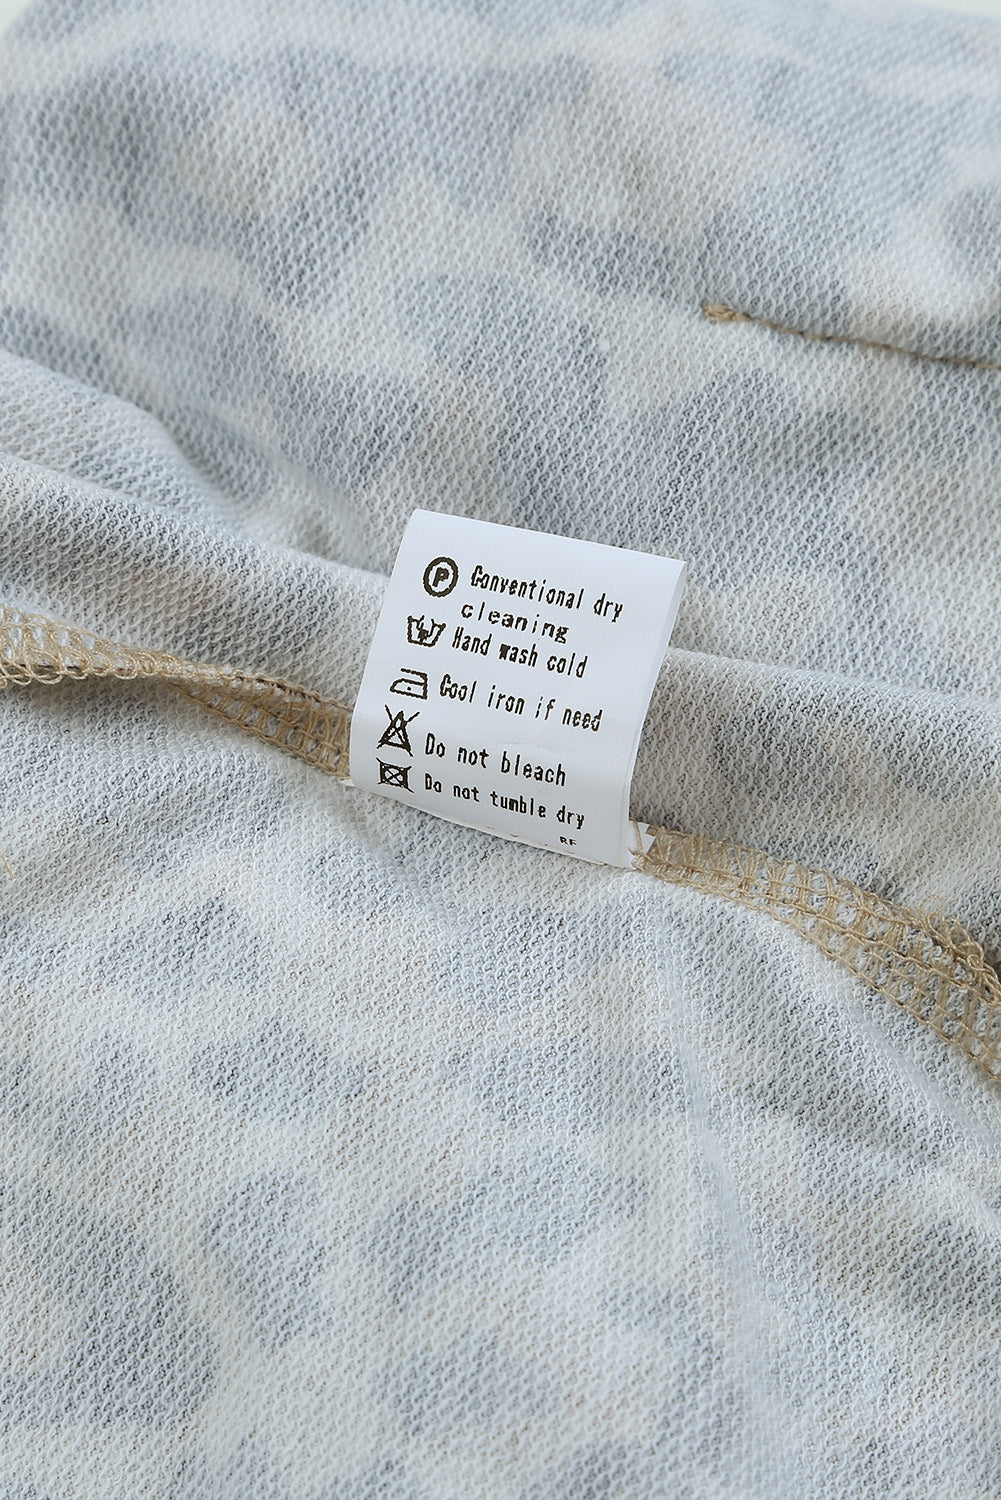 P Conventional dry
cleaning
Hand wash cold
Cool iron if need
Do not bleach
Do not tumble dry
RF